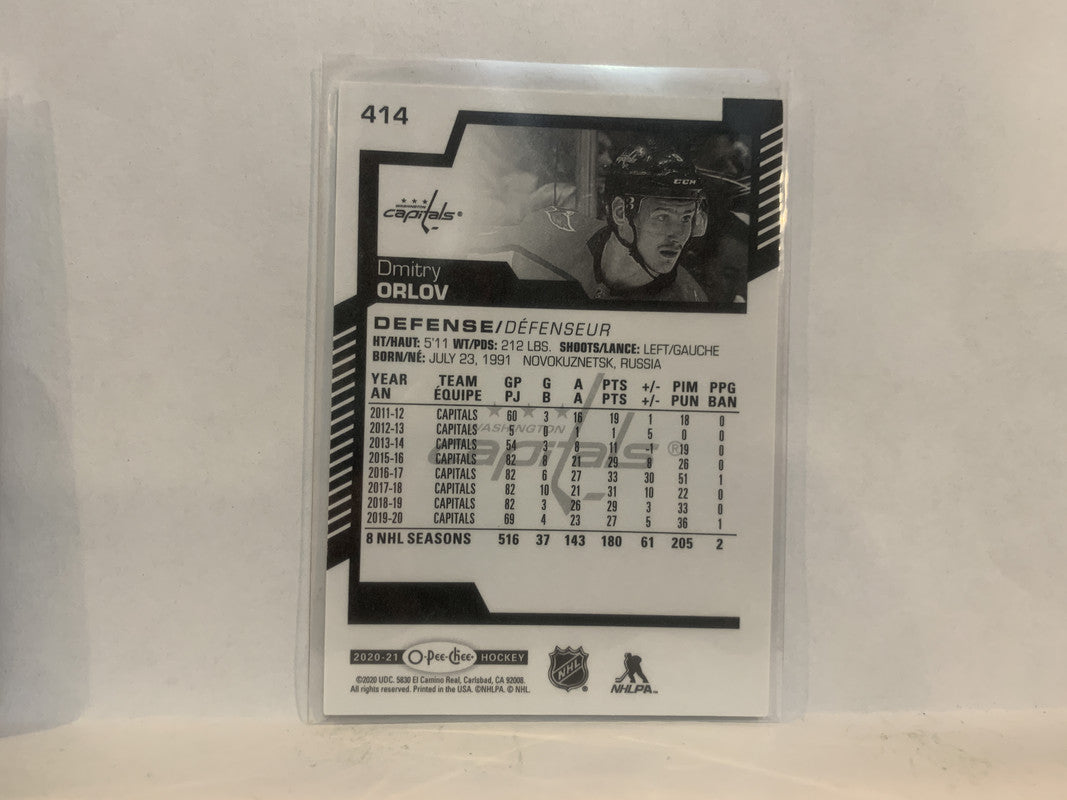 414
CCM
WASHINGTON
capitals®
Dmitry
ORLOV
DEFENSE/DÉFENSEUR
HT/HAUT: 5'11 WT/PDS: 212 LBS. SHOOTS/LANCE: LEFT/GAUCHE
BORN/NÉ: JULY 23, 1991 NOVOKUZNETSK, RUSSIA
YEAR TEAM GP G A PTS +/- PIM PPG
AN ÉQUIPE PJ B A PTS +/- PUN BAN
2011-12 CAPITALS 60 3 16 19 1 18 0
2012-13 CAPITALS 5 0 1 1 5 0 0
2013-14 CAPITALS 54 3 8 11 -1 19 0
2015-16 CAPITALS 82 8 21 29 8 26 0
2016-17 CAPITALS 82 6 27 33 30 51 1
2017-18 CAPITALS 82 10 21 31 10 22 0
2018-19 CAPITALS 82 3 26 29 3 33 0
2019-20 CAPITALS 69 4 23 27 5 36 1
8 NHL SEASONS 516 37 143 180 61 205 2
WASHINGTON
capitals®
2020-21 O-Pee-Chee HOCKEY
©2020 UDC. 5830 El Camino Real, Carlsbad, CA 92008.
All rights reserved. Printed in the USA. ©NHLPA. © NHL.
NHL
NHLPA™